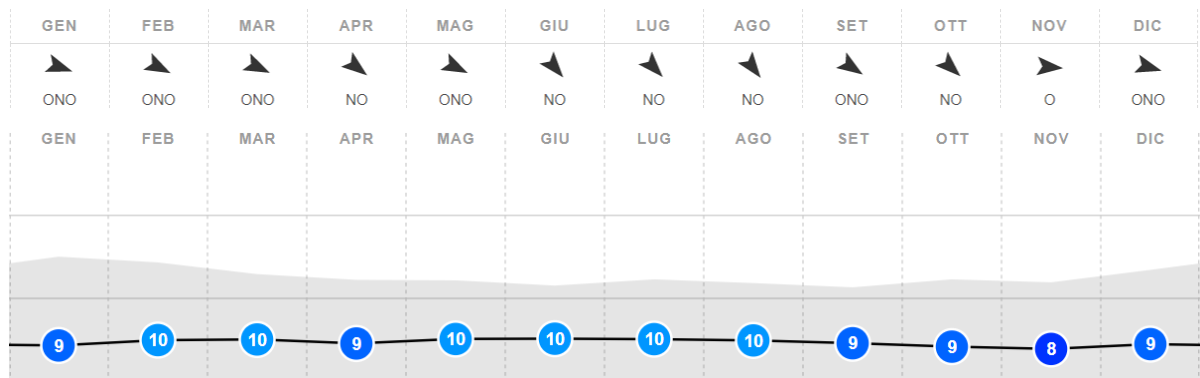 GEN FEB MAR APR MAG GIU LUG AGO SET OTT NOV DIC
ONO ONO ONO NO ONO NO NO NO ONO NO O ONO
GEN FEB MAR APR MAG GIU LUG AGO SET OTT NOV DIC
9 10 10 9 10 10 10 10 9 9 8 9